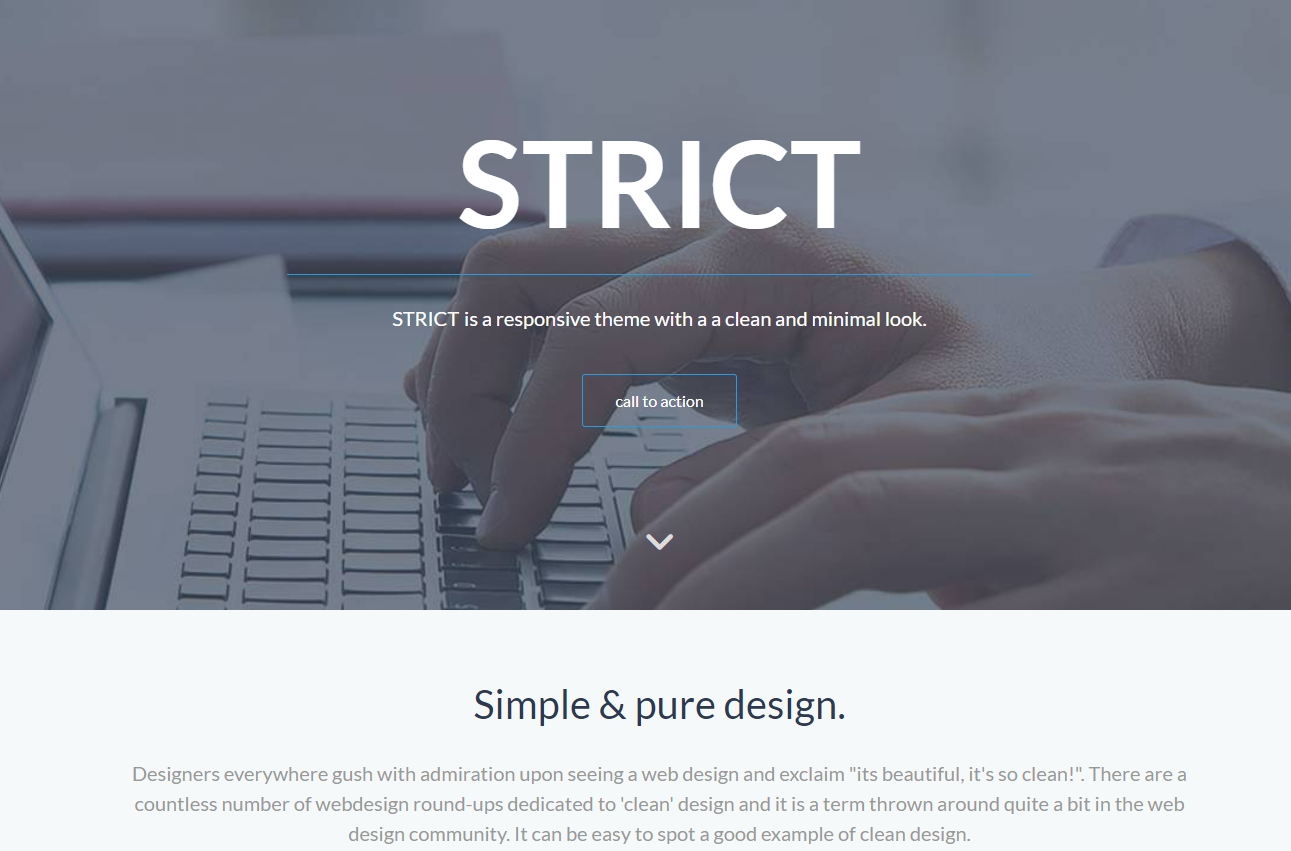 STRICT
STRICT is a responsive theme with a a clean and minimal look.
call to action
Simple & pure design.
Designers everywhere gush with admiration upon seeing a web design and exclaim "its beautiful, it's so clean!". There are a
countless number of webdesign round-ups dedicated to 'clean' design and it is a term thrown around quite a bit in the web
design community. It can be easy to spot a good example of clean design.